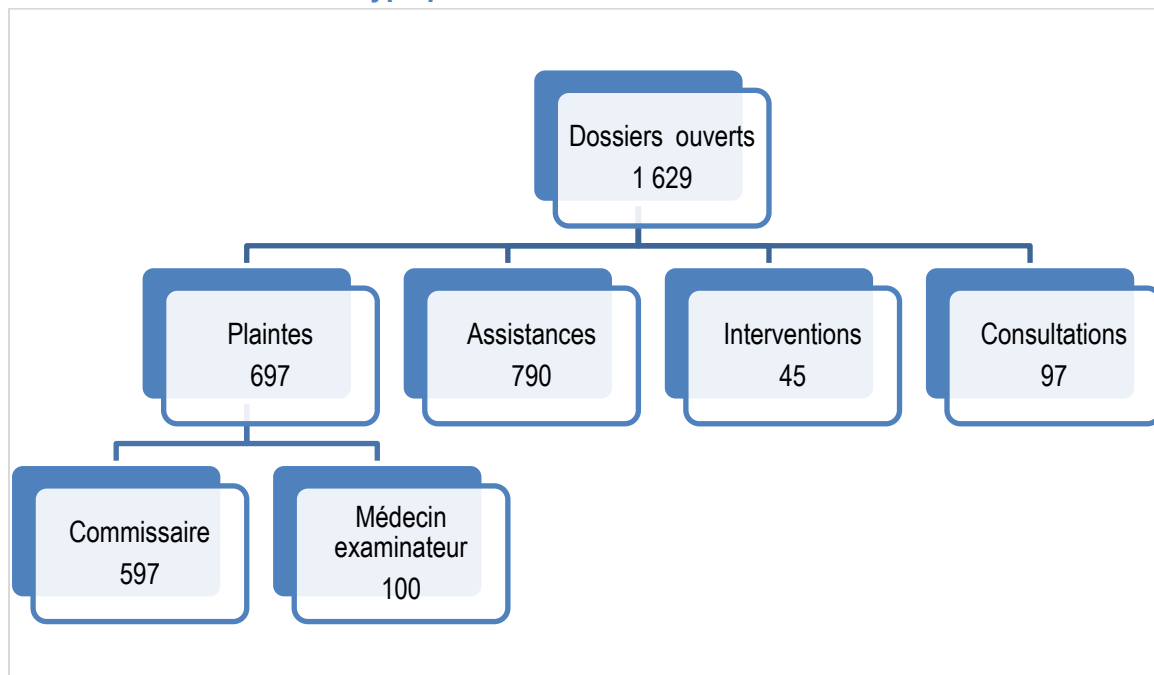 Dossiers ouverts
1 629
Plaintes
697
Assistances
790
Interventions
45
Consultations
97
Commissaire
597
Médecin
examinateur
100